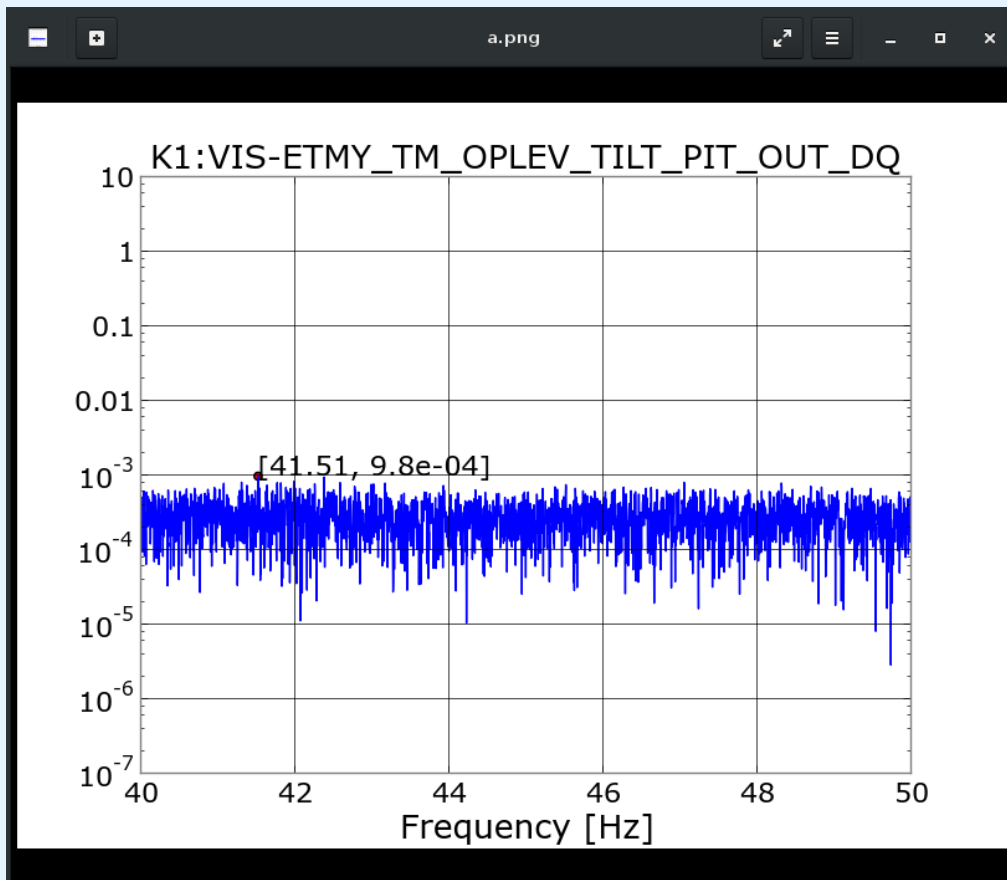 a.png
K1:VIS-ETMY_TM_OPLEV_TILT_PIT_OUT_DQ
10
1
0.1
0.01
[41.51, 9.8e-04]
10-3
10-4
10-5
10-6
10-7
40 42 44 46 48 50
Frequency [Hz]